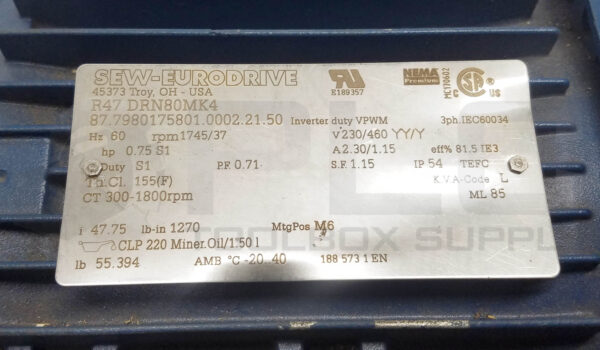 SEW-EURODRIVE
45373 Troy, OH - USA
E189357
NEMA
Premium
MC170602
C US
R47 DRN80MK4
87.7980175801.0002.21.50 Inverter duty VPWM 3ph.IEC60034
Hz 60 rpm 1745/37 V 230/460 YY/Y
hp 0.75 S1 A 2.30/1.15 eff% 81.5 IE3
Duty S1 P.F. 0.71 S.F. 1.15 IP 54 TEFC
Th.Cl. 155(F) K.V.A-Code L
CT 300-1800rpm ML 85
i 47.75 lb-in 1270 MtgPos M6
CLP 220 Miner.Oil/1.50 l
lb 55.394 AMB °C -20..40 188 573 1 EN
PLC
TOOLBOX SUPPLY